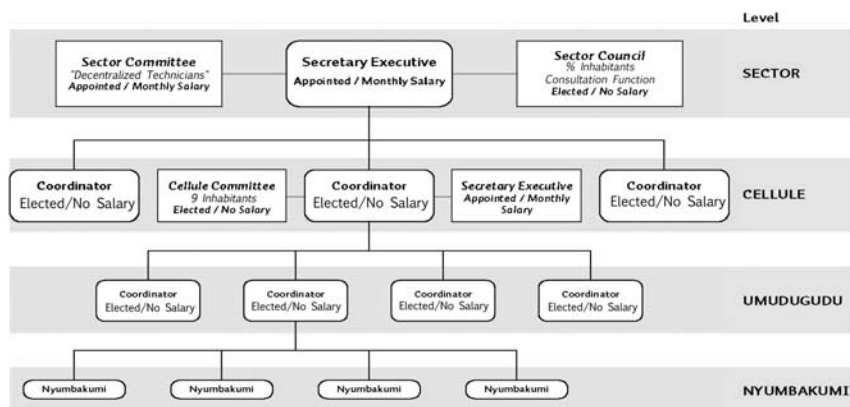 Level
Sector Committee
"Decentralized Technicians"
Appointed / Monthly Salary
Secretary Executive
Appointed / Monthly Salary
Sector Council
% Inhabitants
Consultation Function
Elected / No Salary
SECTOR
Coordinator
Elected/No Salary
Cellule Committee
9 Inhabitants
Elected / No Salary
Coordinator
Elected/No Salary
Secretary Executive
Appointed / Monthly
Salary
Coordinator
Elected/No Salary
CELLULE
Coordinator
Elected/No Salary
Coordinator
Elected/No Salary
Coordinator
Elected/No Salary
Coordinator
Elected/No Salary
UMUDUGUDU
Nyumbakumi
Nyumbakumi
Nyumbakumi
Nyumbakumi
NYUMBAKUMI